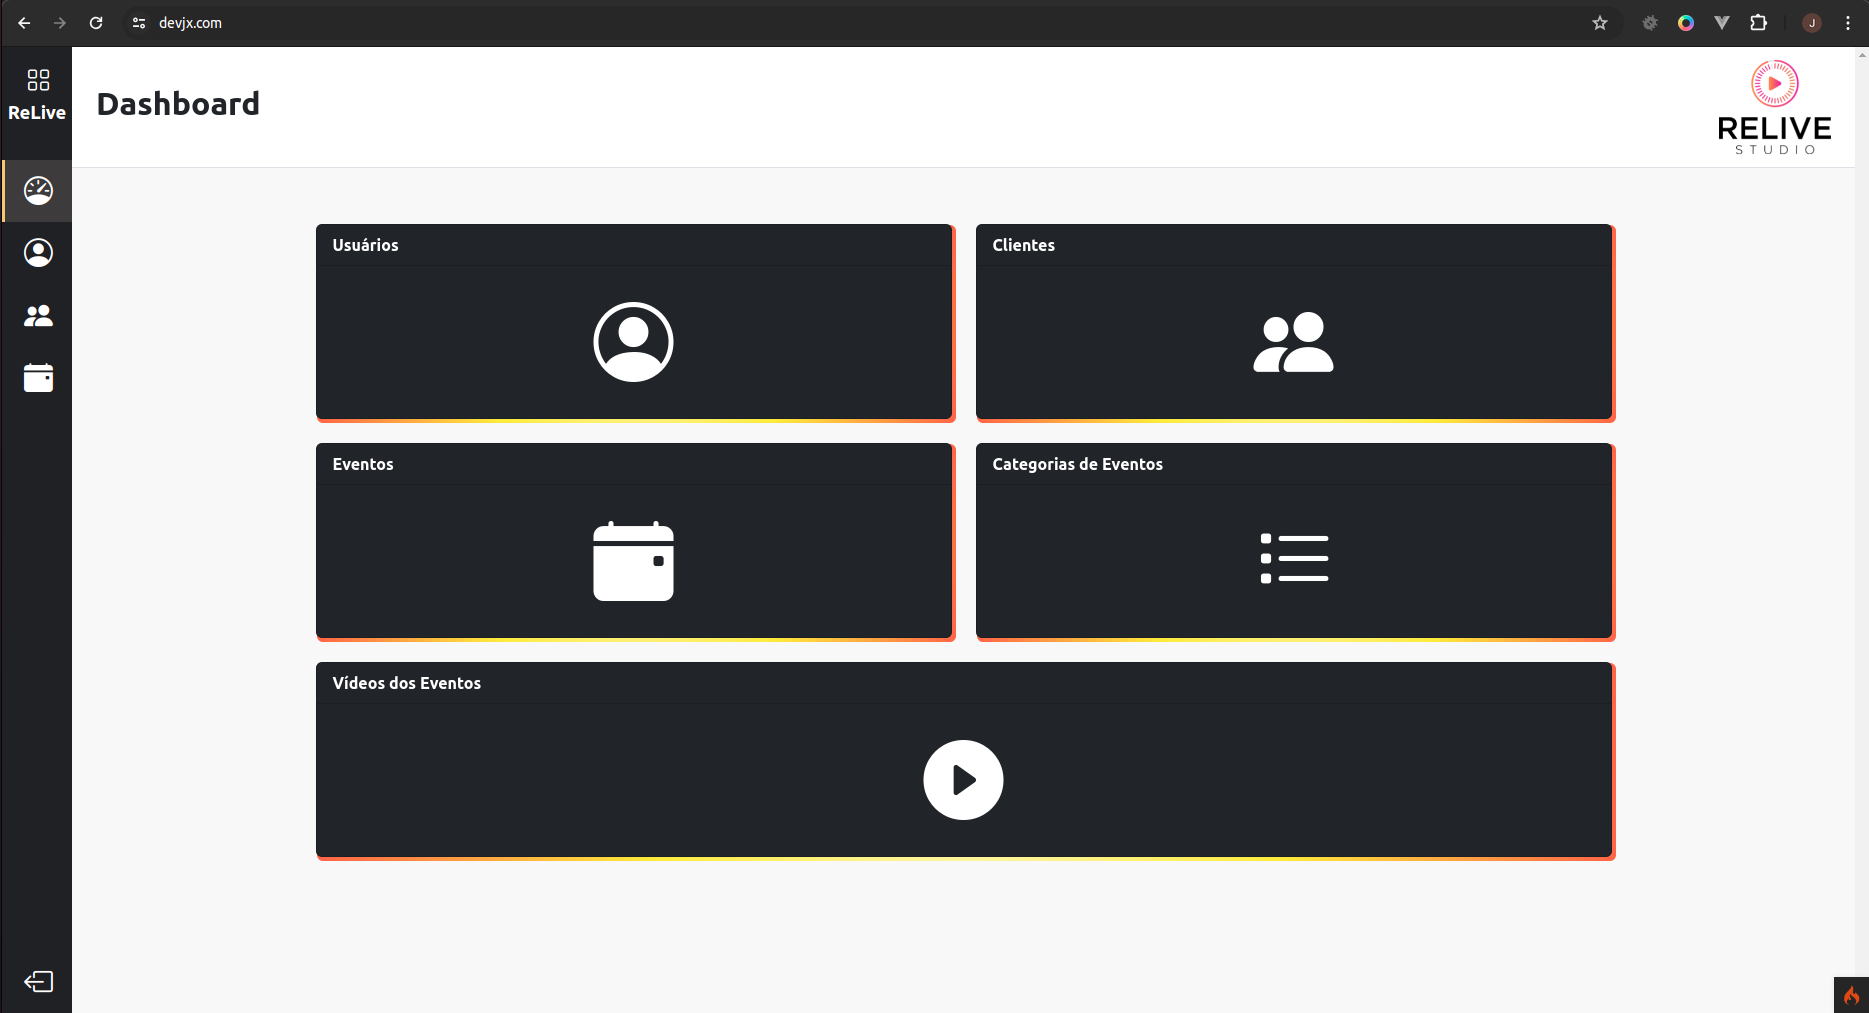 devjx.com
J
ReLive
Dashboard
RELIVE
STUDIO
Usuários
Clientes
Eventos
Categorias de Eventos
Vídeos dos Eventos